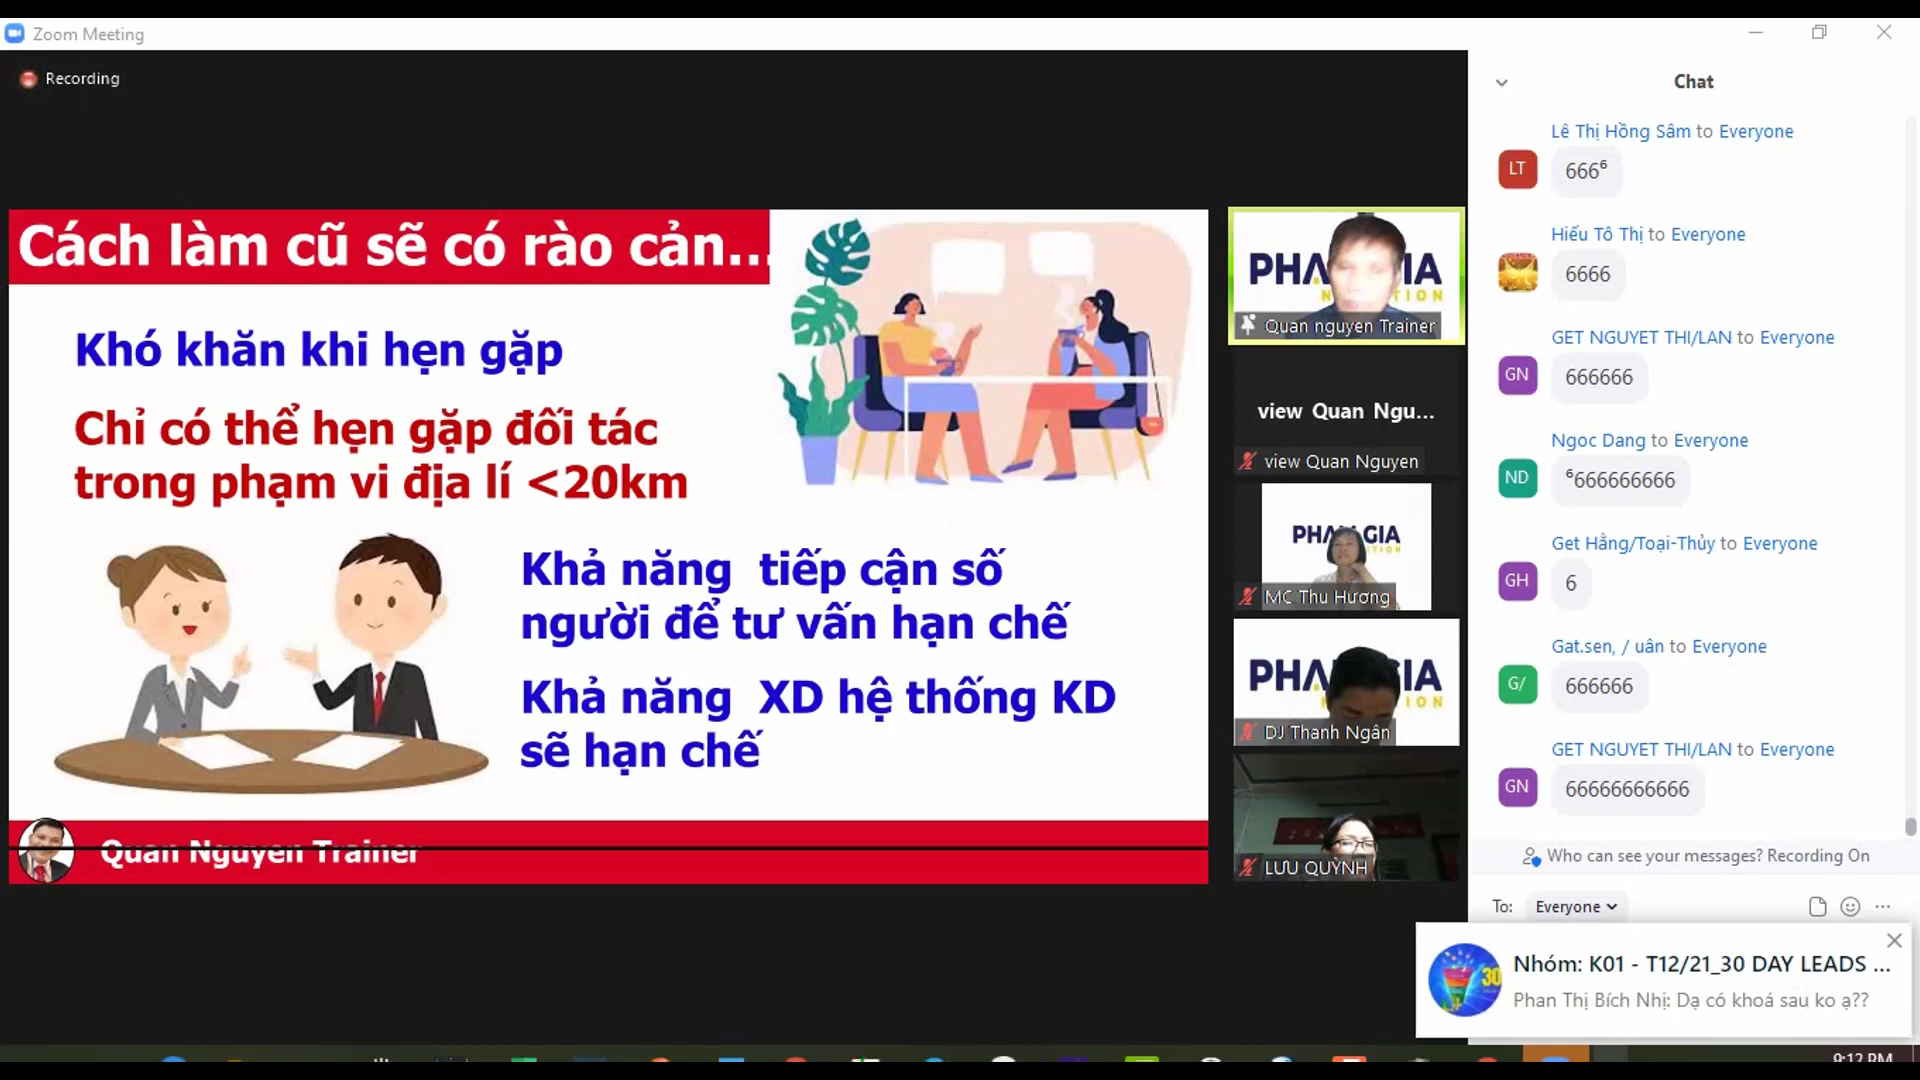 Zoom Meeting
Recording
Cách làm cũ sẽ có rào cản...
Khó khăn khi hẹn gặp
Chỉ có thể hẹn gặp đối tác
trong phạm vi địa lí <20km
Khả năng tiếp cận số
người để tư vấn hạn chế
Khả năng XD hệ thống KD
sẽ hạn chế
Quan Nguyen Trainer
Quan nguyen Trainer
view Quan Ngu...
view Quan Nguyen
PHAN GIA
MC Thu Hương
DJ Thanh Ngân
LƯU QUỲNH
Chat
Lê Thị Hồng Sâm to Everyone
LT
666⁶
Hiếu Tô Thị to Everyone
6666
GET NGUYET THI/LAN to Everyone
GN
666666
Ngoc Dang to Everyone
ND
⁶666666666
Get Hằng/Toại-Thủy to Everyone
GH
6
Gat.sen, / uân to Everyone
G/
666666
GET NGUYET THI/LAN to Everyone
GN
66666666666
Who can see your messages? Recording On
To: Everyone
Nhóm: K01 - T12/21_30 DAY LEADS ...
30
Phan Thị Bích Nhị: Dạ có khoá sau ko ạ??
9:12 PM